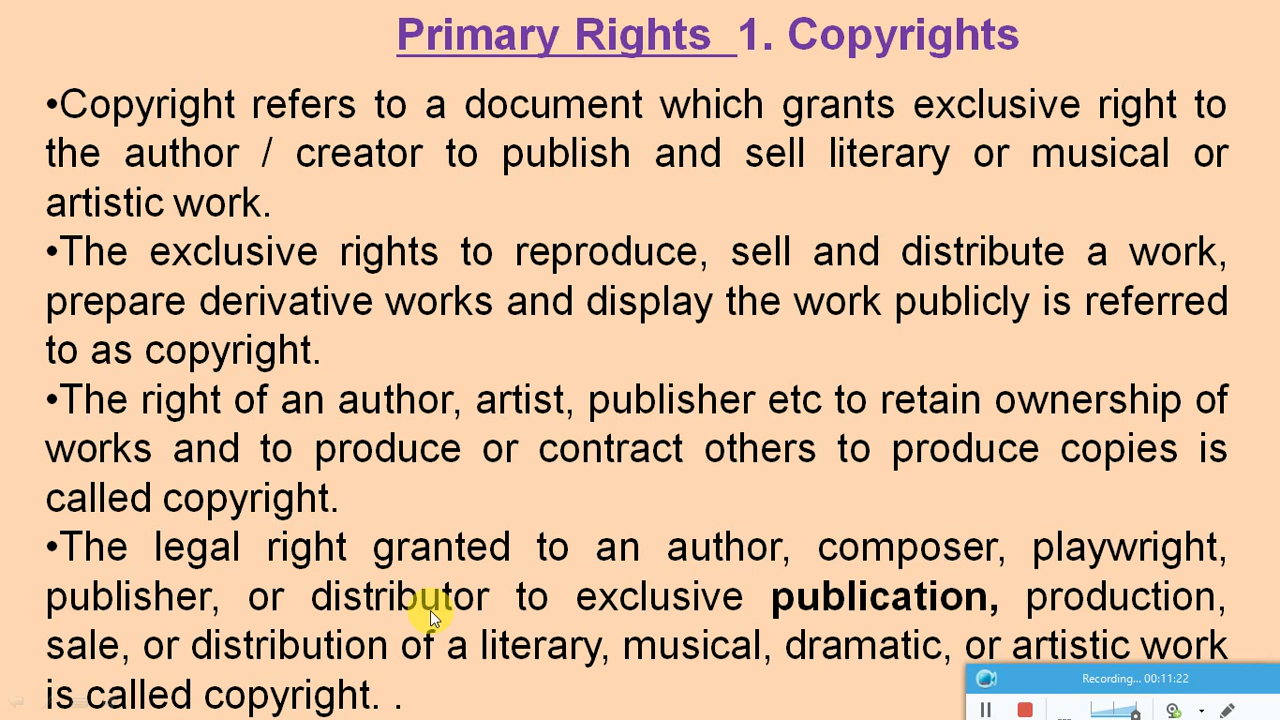 Primary Rights 1. Copyrights
•Copyright refers to a document which grants exclusive right to
the author / creator to publish and sell literary or musical or
artistic work.
•The exclusive rights to reproduce, sell and distribute a work,
prepare derivative works and display the work publicly is referred
to as copyright.
•The right of an author, artist, publisher etc to retain ownership of
works and to produce or contract others to produce copies is
called copyright.
•The legal right granted to an author, composer, playwright,
publisher, or distributor to exclusive publication, production,
sale, or distribution of a literary, musical, dramatic, or artistic work
is called copyright. .
Recording... 00:11:22